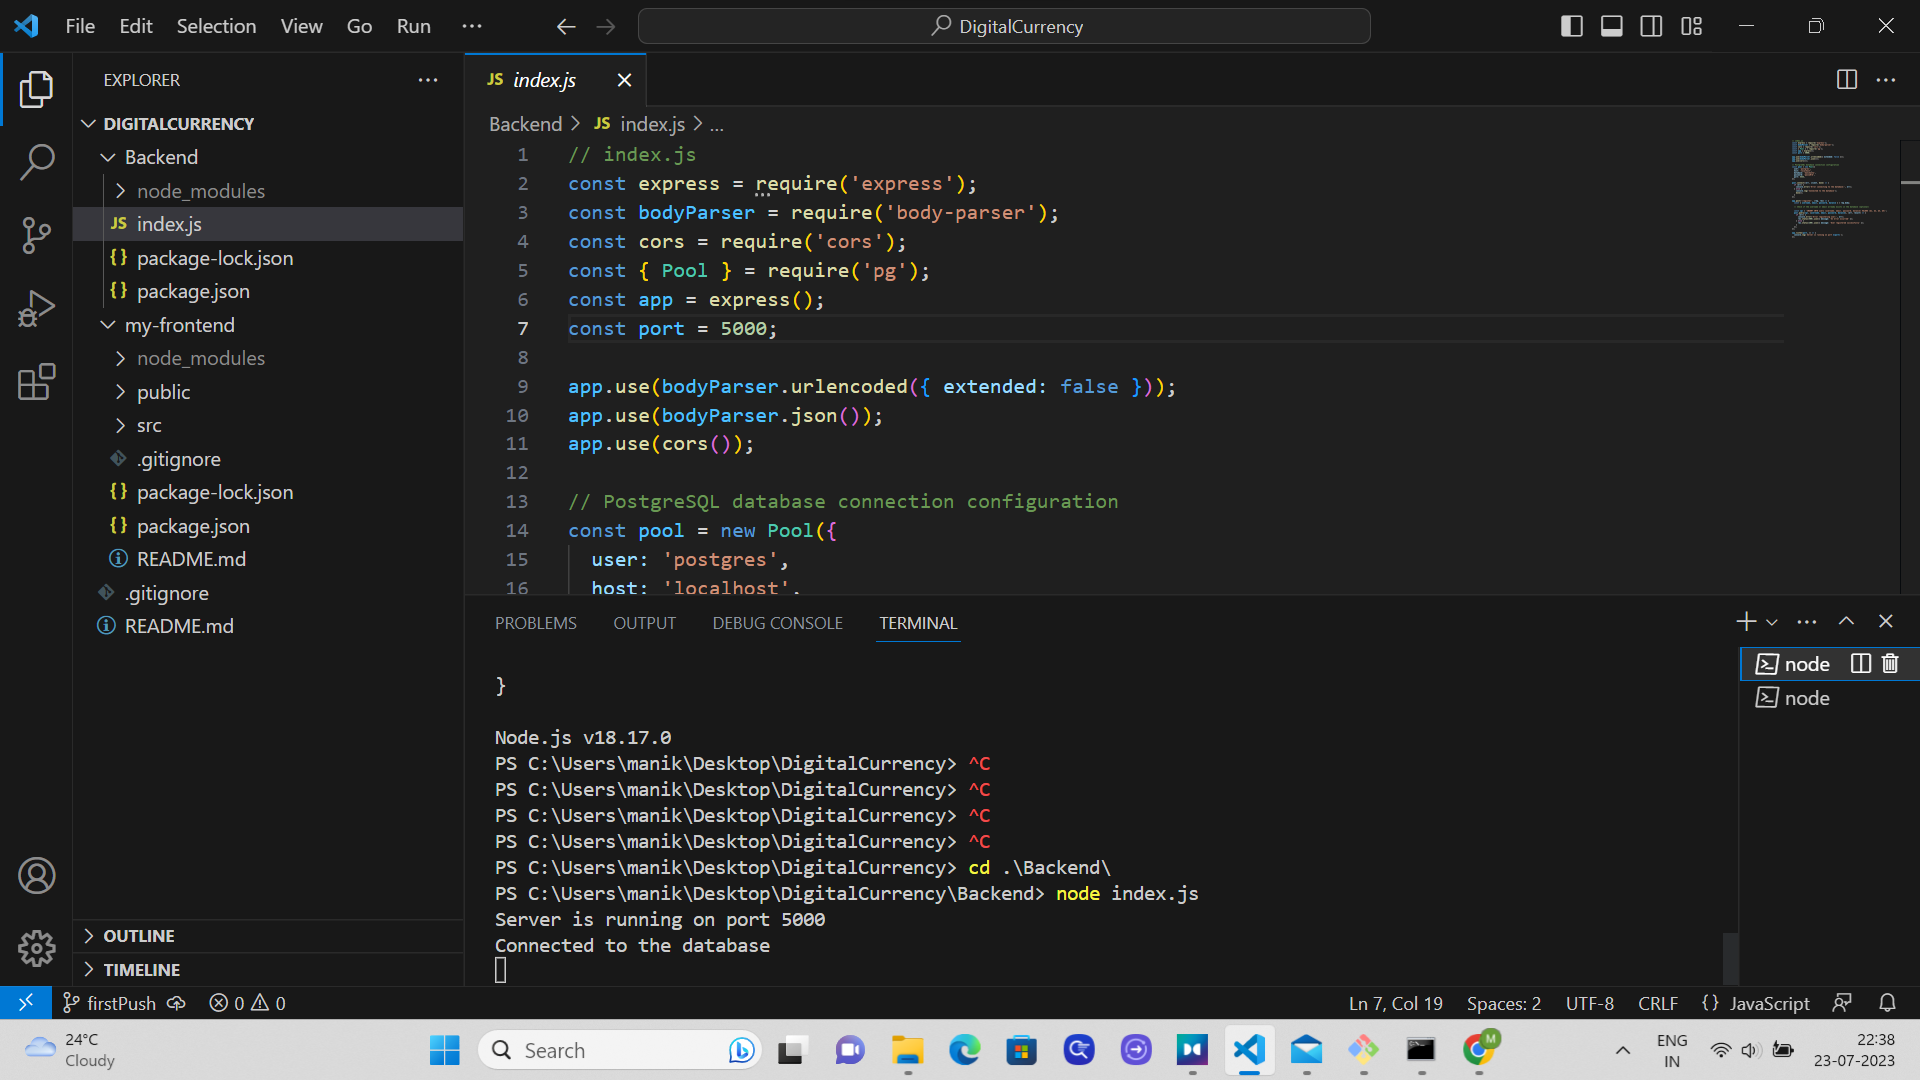 File Edit Selection View Go Run ··· DigitalCurrency
EXPLORER
DIGITALCURRENCY
Backend
node_modules
JS index.js
{} package-lock.json
{} package.json
my-frontend
node_modules
public
src
.gitignore
{} package-lock.json
{} package.json
README.md
.gitignore
README.md
OUTLINE
TIMELINE
JS index.js
Backend > JS index.js > ...
1 // index.js
2 const express = require('express');
3 const bodyParser = require('body-parser');
4 const cors = require('cors');
5 const { Pool } = require('pg');
6 const app = express();
7 const port = 5000;
8
9 app.use(bodyParser.urlencoded({ extended: false }));
10 app.use(bodyParser.json());
11 app.use(cors());
12
13 // PostgreSQL database connection configuration
14 const pool = new Pool({
15 user: 'postgres',
16 host: 'localhost',
PROBLEMS OUTPUT DEBUG CONSOLE TERMINAL
}
Node.js v18.17.0
PS C:\Users\manik\Desktop\DigitalCurrency> ^C
PS C:\Users\manik\Desktop\DigitalCurrency> ^C
PS C:\Users\manik\Desktop\DigitalCurrency> ^C
PS C:\Users\manik\Desktop\DigitalCurrency> ^C
PS C:\Users\manik\Desktop\DigitalCurrency> cd .\Backend\
PS C:\Users\manik\Desktop\DigitalCurrency\Backend> node index.js
Server is running on port 5000
Connected to the database
node
node
firstPush 0 0 Ln 7, Col 19 Spaces: 2 UTF-8 CRLF {} JavaScript
24°C
Cloudy
Search
M
ENG
IN
22:38
23-07-2023